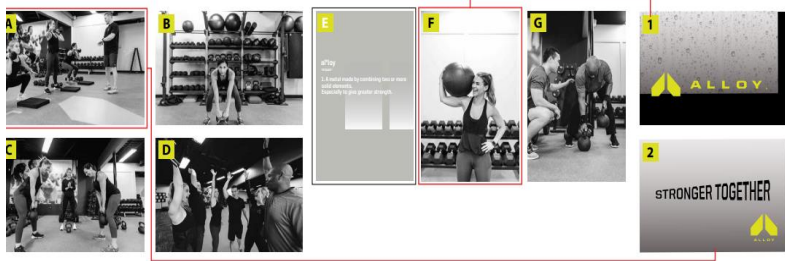 A
B
E
al*loy
1. A metal made by combining two or more
solid elements.
Especially to give greater strength
F
G
1
ALLOY
C
D
2
STRONGER TOGETHER
ALLOY